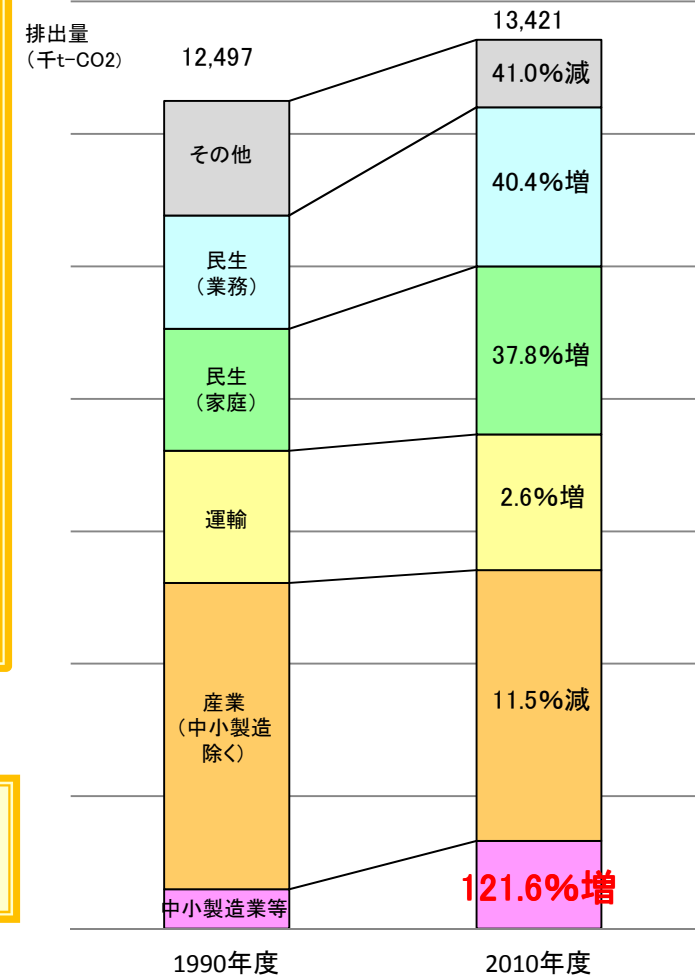 排出量
（千t-CO2）
12,497
13,421
その他
民生
（業務）
民生
（家庭）
運輸
産業
（中小製造
除く）
中小製造業等
41.0%減
40.4%増
37.8%増
2.6%増
11.5%減
121.6%増
1990年度
2010年度